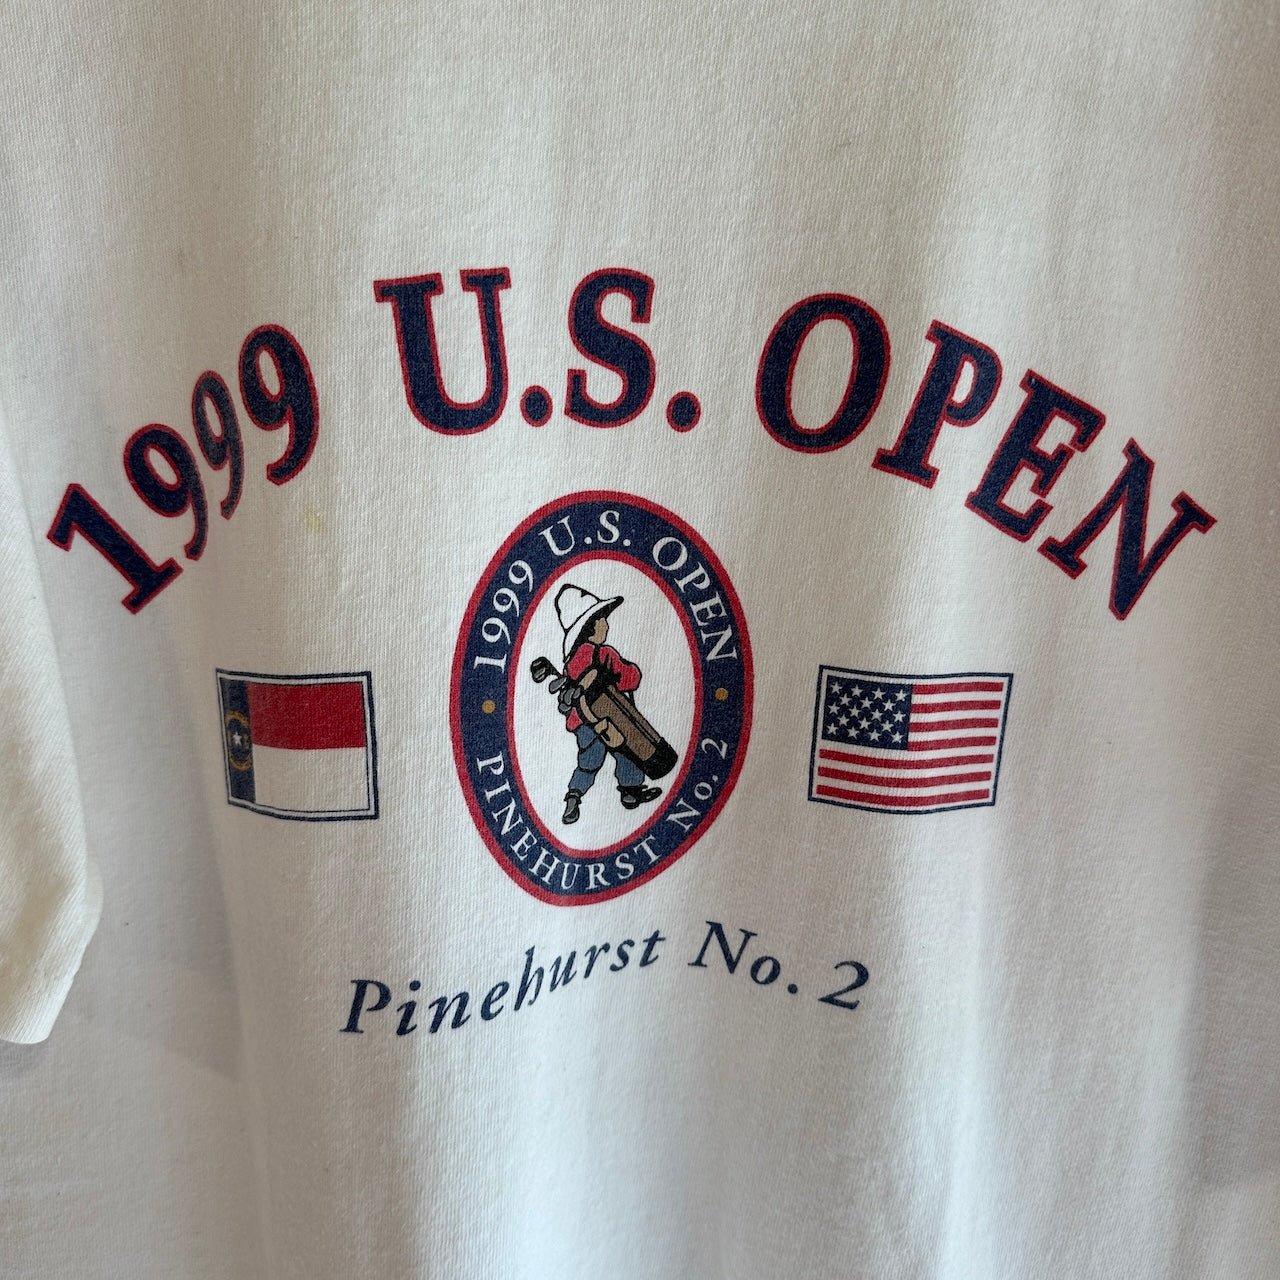 1999 U.S. OPEN
1999 U.S. OPEN
PINEHURST No. 2
Pinehurst No. 2